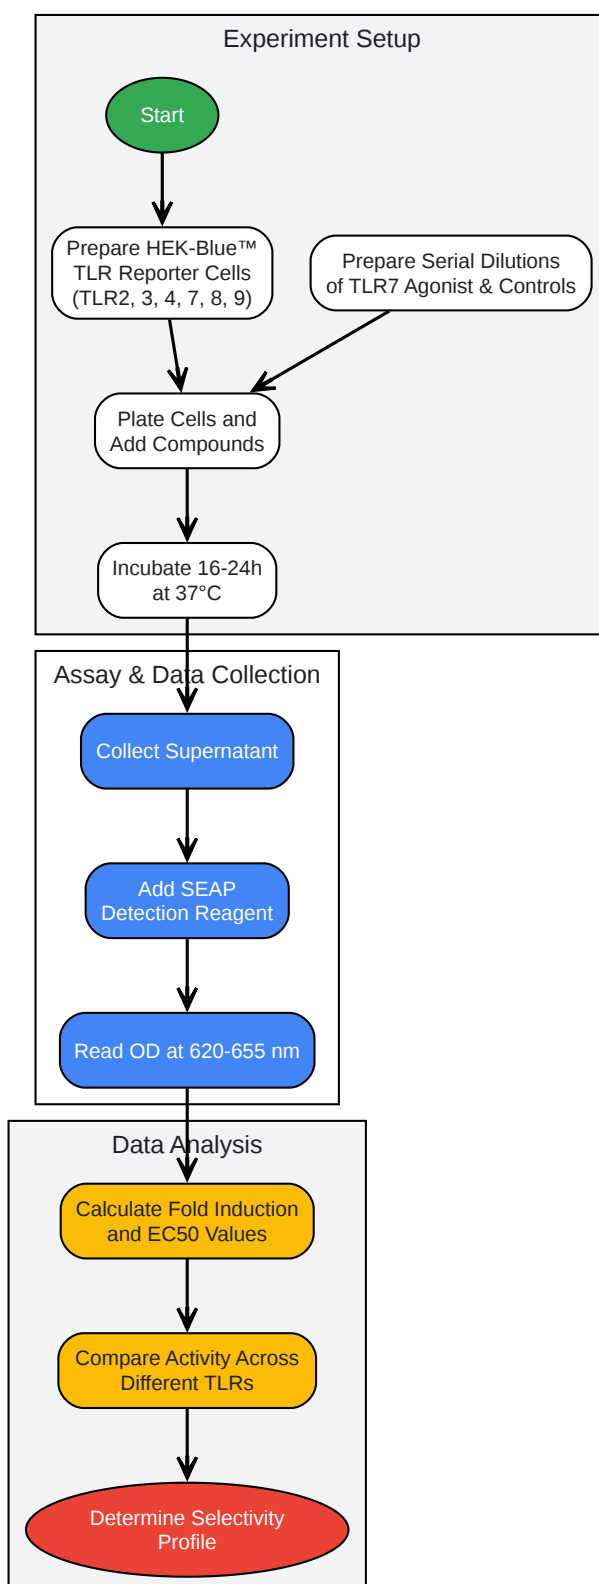 Experiment Setup
Start
Prepare HEK-Blue™
TLR Reporter Cells
(TLR2, 3, 4, 7, 8, 9)
Prepare Serial Dilutions
of TLR7 Agonist & Controls
Plate Cells and
Add Compounds
Incubate 16-24h
at 37°C
Assay & Data Collection
Collect Supernatant
Add SEAP
Detection Reagent
Read OD at 620-655 nm
Data Analysis
Calculate Fold Induction
and EC50 Values
Compare Activity Across
Different TLRs
Determine Selectivity
Profile